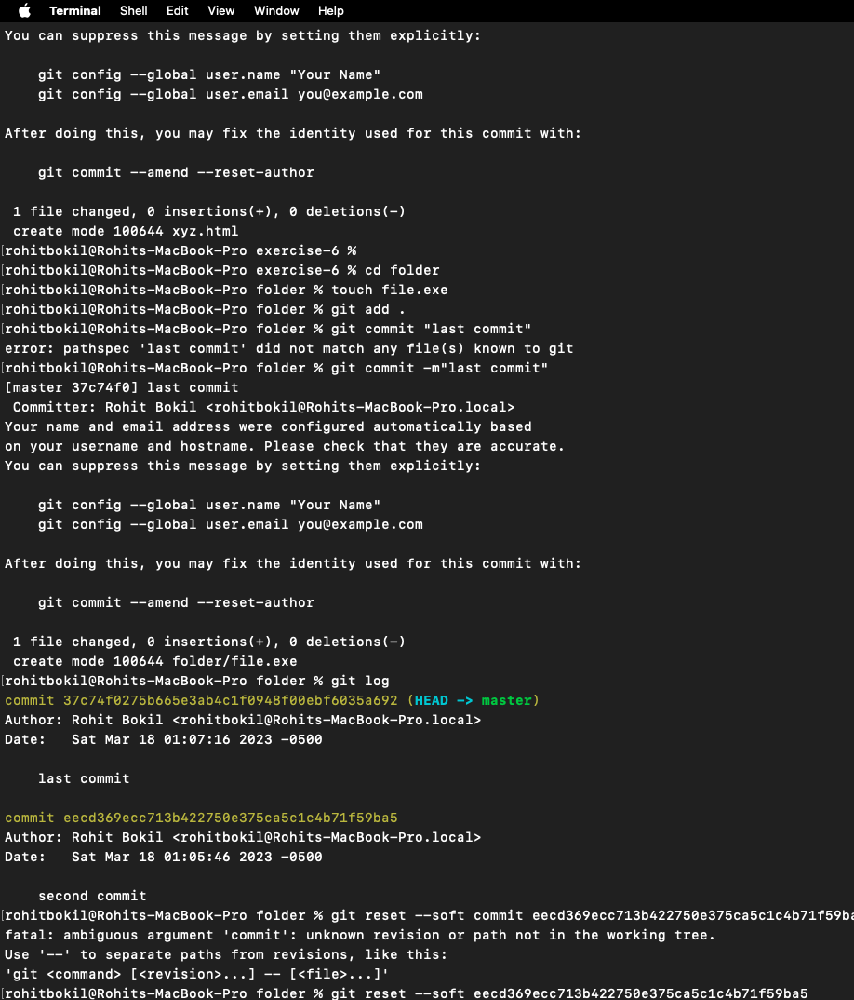 Terminal Shell Edit View Window Help
You can suppress this message by setting them explicitly:
    git config --global user.name "Your Name"
    git config --global user.email you@example.com
After doing this, you may fix the identity used for this commit with:
    git commit --amend --reset-author
 1 file changed, 0 insertions(+), 0 deletions(-)
 create mode 100644 xyz.html
[rohitbokil@Rohits-MacBook-Pro exercise-6 %
[rohitbokil@Rohits-MacBook-Pro exercise-6 % cd folder
[rohitbokil@Rohits-MacBook-Pro folder % touch file.exe
[rohitbokil@Rohits-MacBook-Pro folder % git add .
[rohitbokil@Rohits-MacBook-Pro folder % git commit "last commit"
error: pathspec 'last commit' did not match any file(s) known to git
[rohitbokil@Rohits-MacBook-Pro folder % git commit -m"last commit"
[master 37c74f0] last commit
 Committer: Rohit Bokil <rohitbokil@Rohits-MacBook-Pro.local>
Your name and email address were configured automatically based
on your username and hostname. Please check that they are accurate.
You can suppress this message by setting them explicitly:
    git config --global user.name "Your Name"
    git config --global user.email you@example.com
After doing this, you may fix the identity used for this commit with:
    git commit --amend --reset-author
 1 file changed, 0 insertions(+), 0 deletions(-)
 create mode 100644 folder/file.exe
[rohitbokil@Rohits-MacBook-Pro folder % git log
commit 37c74f0275b665e3ab4c1f0948f00ebf6035a692 (HEAD -> master)
Author: Rohit Bokil <rohitbokil@Rohits-MacBook-Pro.local>
Date:   Sat Mar 18 01:07:16 2023 -0500
    last commit
commit eecd369ecc713b422750e375ca5c1c4b71f59ba5
Author: Rohit Bokil <rohitbokil@Rohits-MacBook-Pro.local>
Date:   Sat Mar 18 01:05:46 2023 -0500
    second commit
[rohitbokil@Rohits-MacBook-Pro folder % git reset --soft commit eecd369ecc713b422750e375ca5c1c4b71f59ba
fatal: ambiguous argument 'commit': unknown revision or path not in the working tree.
Use '--' to separate paths from revisions, like this:
'git <command> [<revision>...] -- [<file>...]'
[rohitbokil@Rohits-MacBook-Pro folder % git reset --soft eecd369ecc713b422750e375ca5c1c4b71f59ba5